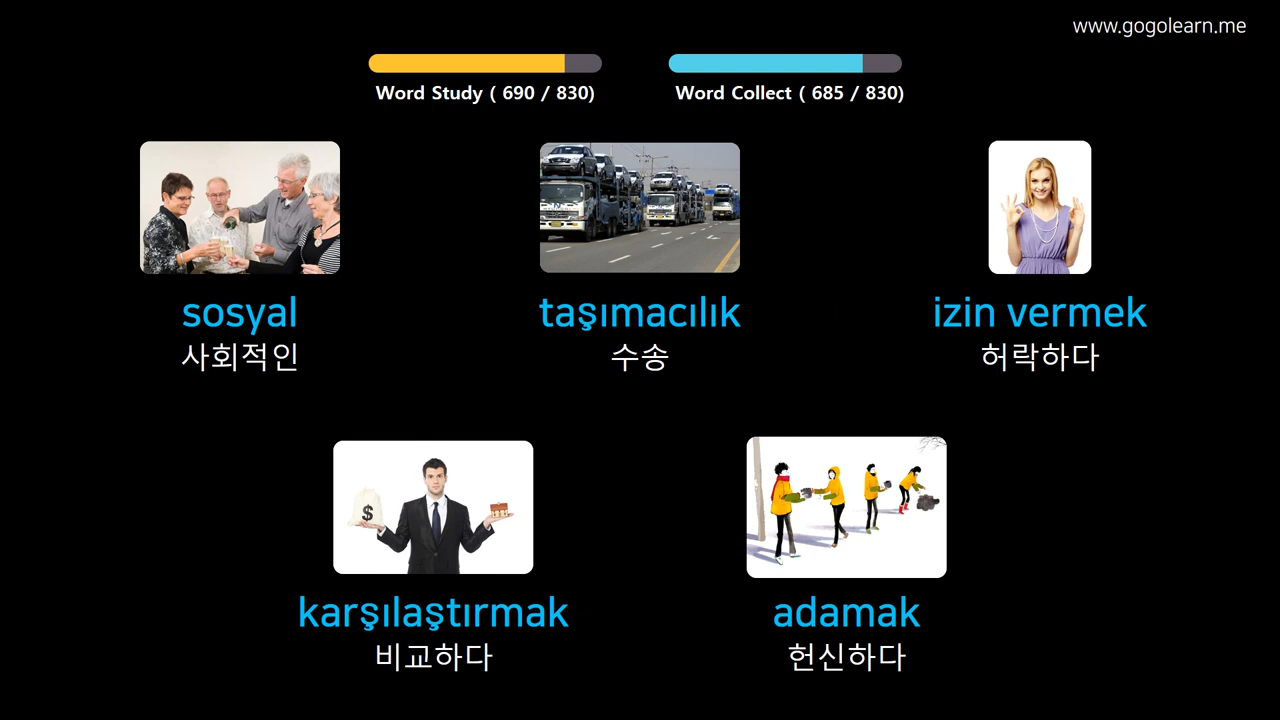 www.gogolearn.me
Word Study ( 690 / 830)
Word Collect ( 685 / 830)
sosyal
사회적인
taşımacılık
수송
izin vermek
허락하다
$
karşılaştırmak
비교하다
adamak
헌신하다